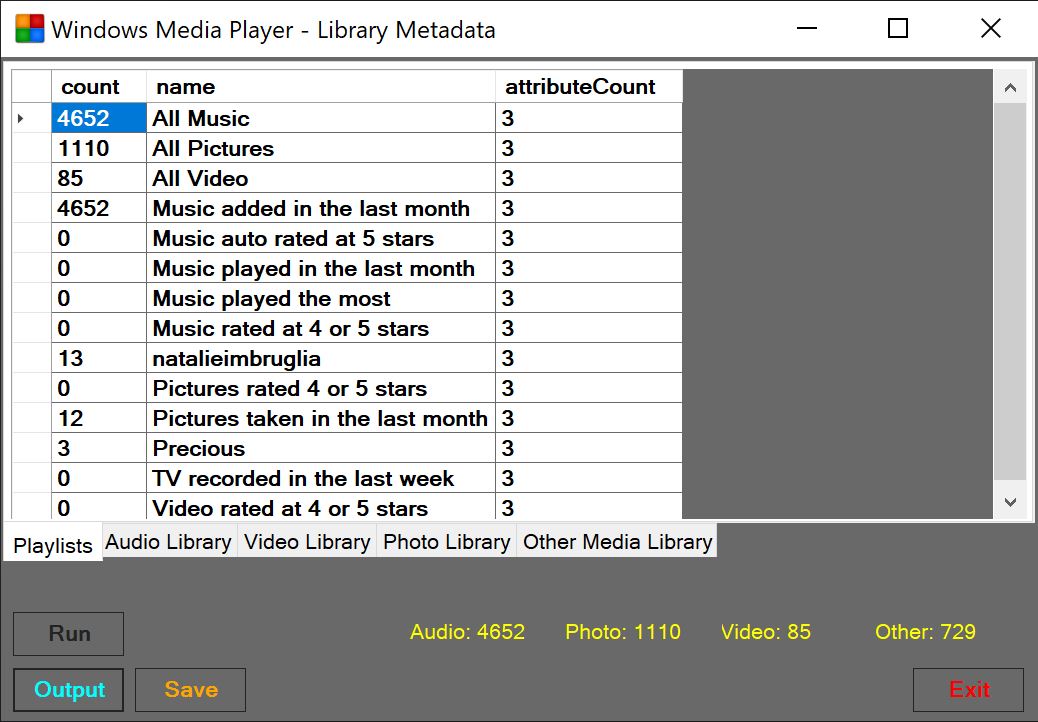 Windows Media Player - Library Metadata
count name attributeCount
4652 All Music 3
1110 All Pictures 3
85 All Video 3
4652 Music added in the last month 3
0 Music auto rated at 5 stars 3
0 Music played in the last month 3
0 Music played the most 3
0 Music rated at 4 or 5 stars 3
13 natalieimbruglia 3
0 Pictures rated 4 or 5 stars 3
12 Pictures taken in the last month 3
3 Precious 3
0 TV recorded in the last week 3
0 Video rated at 4 or 5 stars 3
Playlists Audio Library Video Library Photo Library Other Media Library
Run Audio: 4652 Photo: 1110 Video: 85 Other: 729
Output Save Exit